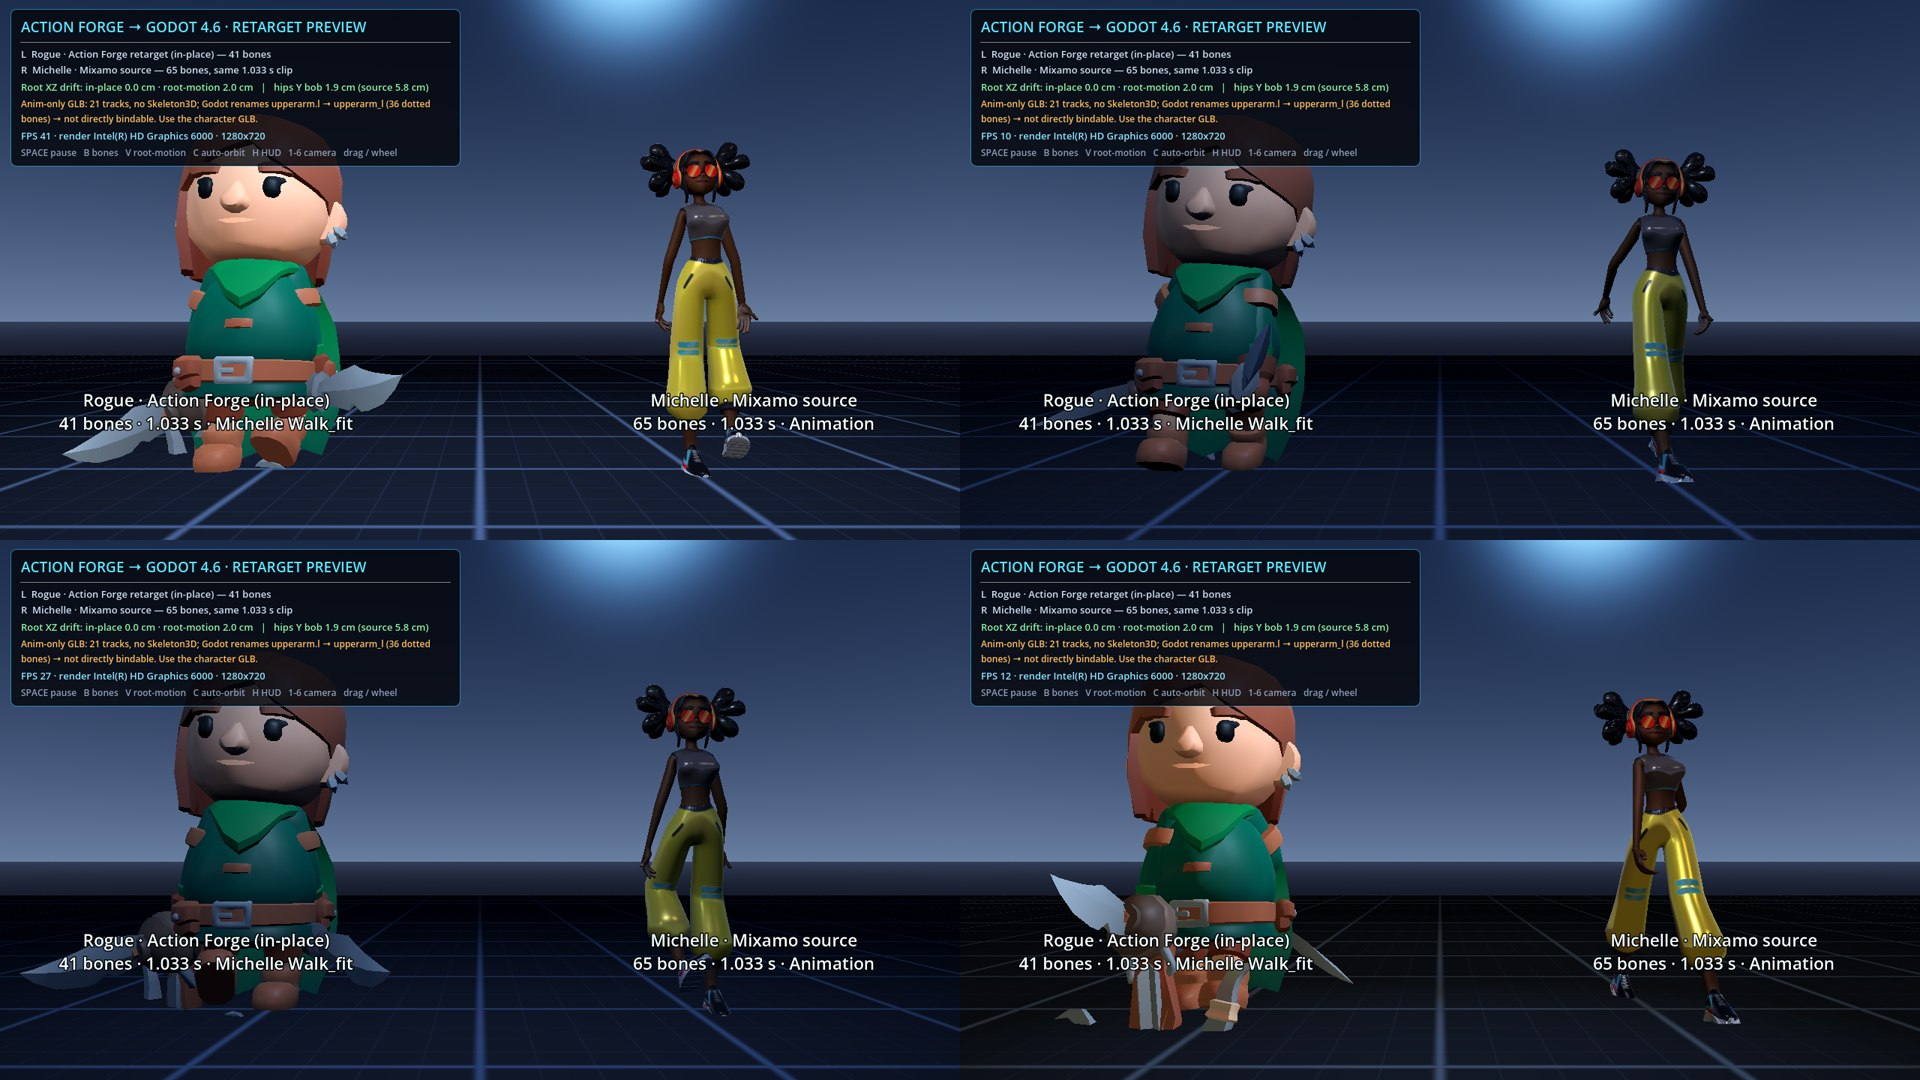 ACTION FORGE → GODOT 4.6 · RETARGET PREVIEW
L Rogue · Action Forge retarget (in-place) — 41 bones
R Michelle · Mixamo source — 65 bones, same 1.033 s clip
Root XZ drift: in-place 0.0 cm · root-motion 2.0 cm | hips Y bob 1.9 cm (source 5.8 cm)
Anim-only GLB: 21 tracks, no Skeleton3D; Godot renames upperarm.l → upperarm_l (36 dotted
bones) → not directly bindable. Use the character GLB.
FPS 41 · render Intel(R) HD Graphics 6000 · 1280x720
SPACE pause B bones V root-motion C auto-orbit H HUD 1-6 camera drag / wheel
Rogue · Action Forge (in-place)
41 bones · 1.033 s · Michelle Walk_fit
Michelle · Mixamo source
65 bones · 1.033 s · Animation
ACTION FORGE → GODOT 4.6 · RETARGET PREVIEW
L Rogue · Action Forge retarget (in-place) — 41 bones
R Michelle · Mixamo source — 65 bones, same 1.033 s clip
Root XZ drift: in-place 0.0 cm · root-motion 2.0 cm | hips Y bob 1.9 cm (source 5.8 cm)
Anim-only GLB: 21 tracks, no Skeleton3D; Godot renames upperarm.l → upperarm_l (36 dotted
bones) → not directly bindable. Use the character GLB.
FPS 10 · render Intel(R) HD Graphics 6000 · 1280x720
SPACE pause B bones V root-motion C auto-orbit H HUD 1-6 camera drag / wheel
Rogue · Action Forge (in-place)
41 bones · 1.033 s · Michelle Walk_fit
Michelle · Mixamo source
65 bones · 1.033 s · Animation
ACTION FORGE → GODOT 4.6 · RETARGET PREVIEW
L Rogue · Action Forge retarget (in-place) — 41 bones
R Michelle · Mixamo source — 65 bones, same 1.033 s clip
Root XZ drift: in-place 0.0 cm · root-motion 2.0 cm | hips Y bob 1.9 cm (source 5.8 cm)
Anim-only GLB: 21 tracks, no Skeleton3D; Godot renames upperarm.l → upperarm_l (36 dotted
bones) → not directly bindable. Use the character GLB.
FPS 27 · render Intel(R) HD Graphics 6000 · 1280x720
SPACE pause B bones V root-motion C auto-orbit H HUD 1-6 camera drag / wheel
Rogue · Action Forge (in-place)
41 bones · 1.033 s · Michelle Walk_fit
Michelle · Mixamo source
65 bones · 1.033 s · Animation
ACTION FORGE → GODOT 4.6 · RETARGET PREVIEW
L Rogue · Action Forge retarget (in-place) — 41 bones
R Michelle · Mixamo source — 65 bones, same 1.033 s clip
Root XZ drift: in-place 0.0 cm · root-motion 2.0 cm | hips Y bob 1.9 cm (source 5.8 cm)
Anim-only GLB: 21 tracks, no Skeleton3D; Godot renames upperarm.l → upperarm_l (36 dotted
bones) → not directly bindable. Use the character GLB.
FPS 12 · render Intel(R) HD Graphics 6000 · 1280x720
SPACE pause B bones V root-motion C auto-orbit H HUD 1-6 camera drag / wheel
Rogue · Action Forge (in-place)
41 bones · 1.033 s · Michelle Walk_fit
Michelle · Mixamo source
65 bones · 1.033 s · Animation